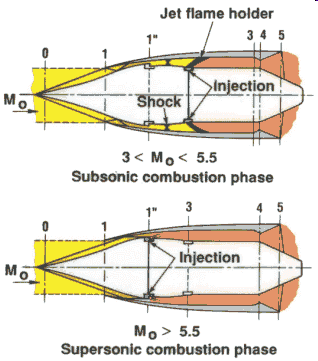 Jet flame holder
0 1 1" 3 4 5
Injection
Shock
Mo
3 < Mo < 5.5
Subsonic combustion phase
0 1 1" 3 4 5
Injection
Mo
Mo > 5.5
Supersonic combustion phase